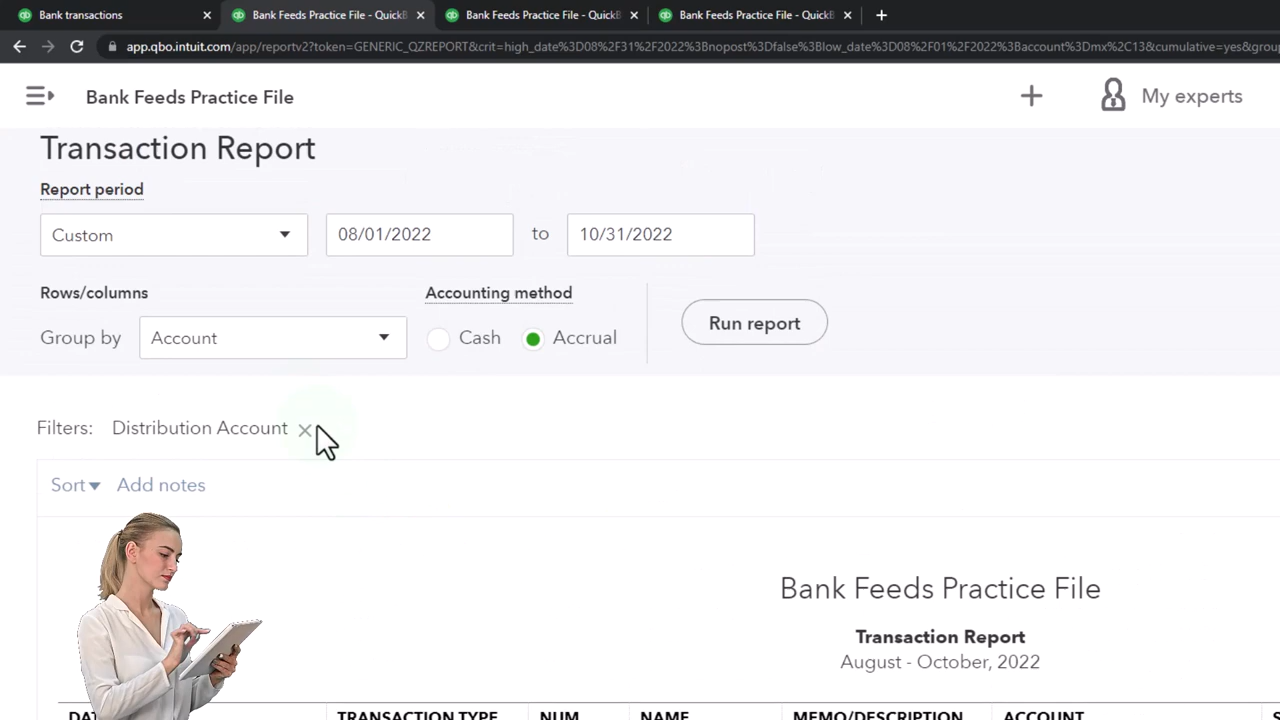 Bank transactions
Bank Feeds Practice File - QuickB
Bank Feeds Practice File - QuickB
Bank Feeds Practice File - QuickB
app.qbo.intuit.com/app/reportv2?token=GENERIC_QZREPORT&crit=high_date%3D08%2F31%2F2022%3Bnopost%3Dfalse%3Blow_date%3D08%2F01%2F2022%3Baccount%3Dmx%2C13&cumulative=yes&grou
Bank Feeds Practice File
My experts
Transaction Report
Report period
Custom
08/01/2022
to
10/31/2022
Rows/columns
Accounting method
Group by
Account
Cash
Accrual
Run report
Filters: Distribution Account
Sort
Add notes
Bank Feeds Practice File
Transaction Report
August - October, 2022
TRANSACTION TYPE
NUM
NAME
MEMO/DESCRIPTION
ACCOUNT